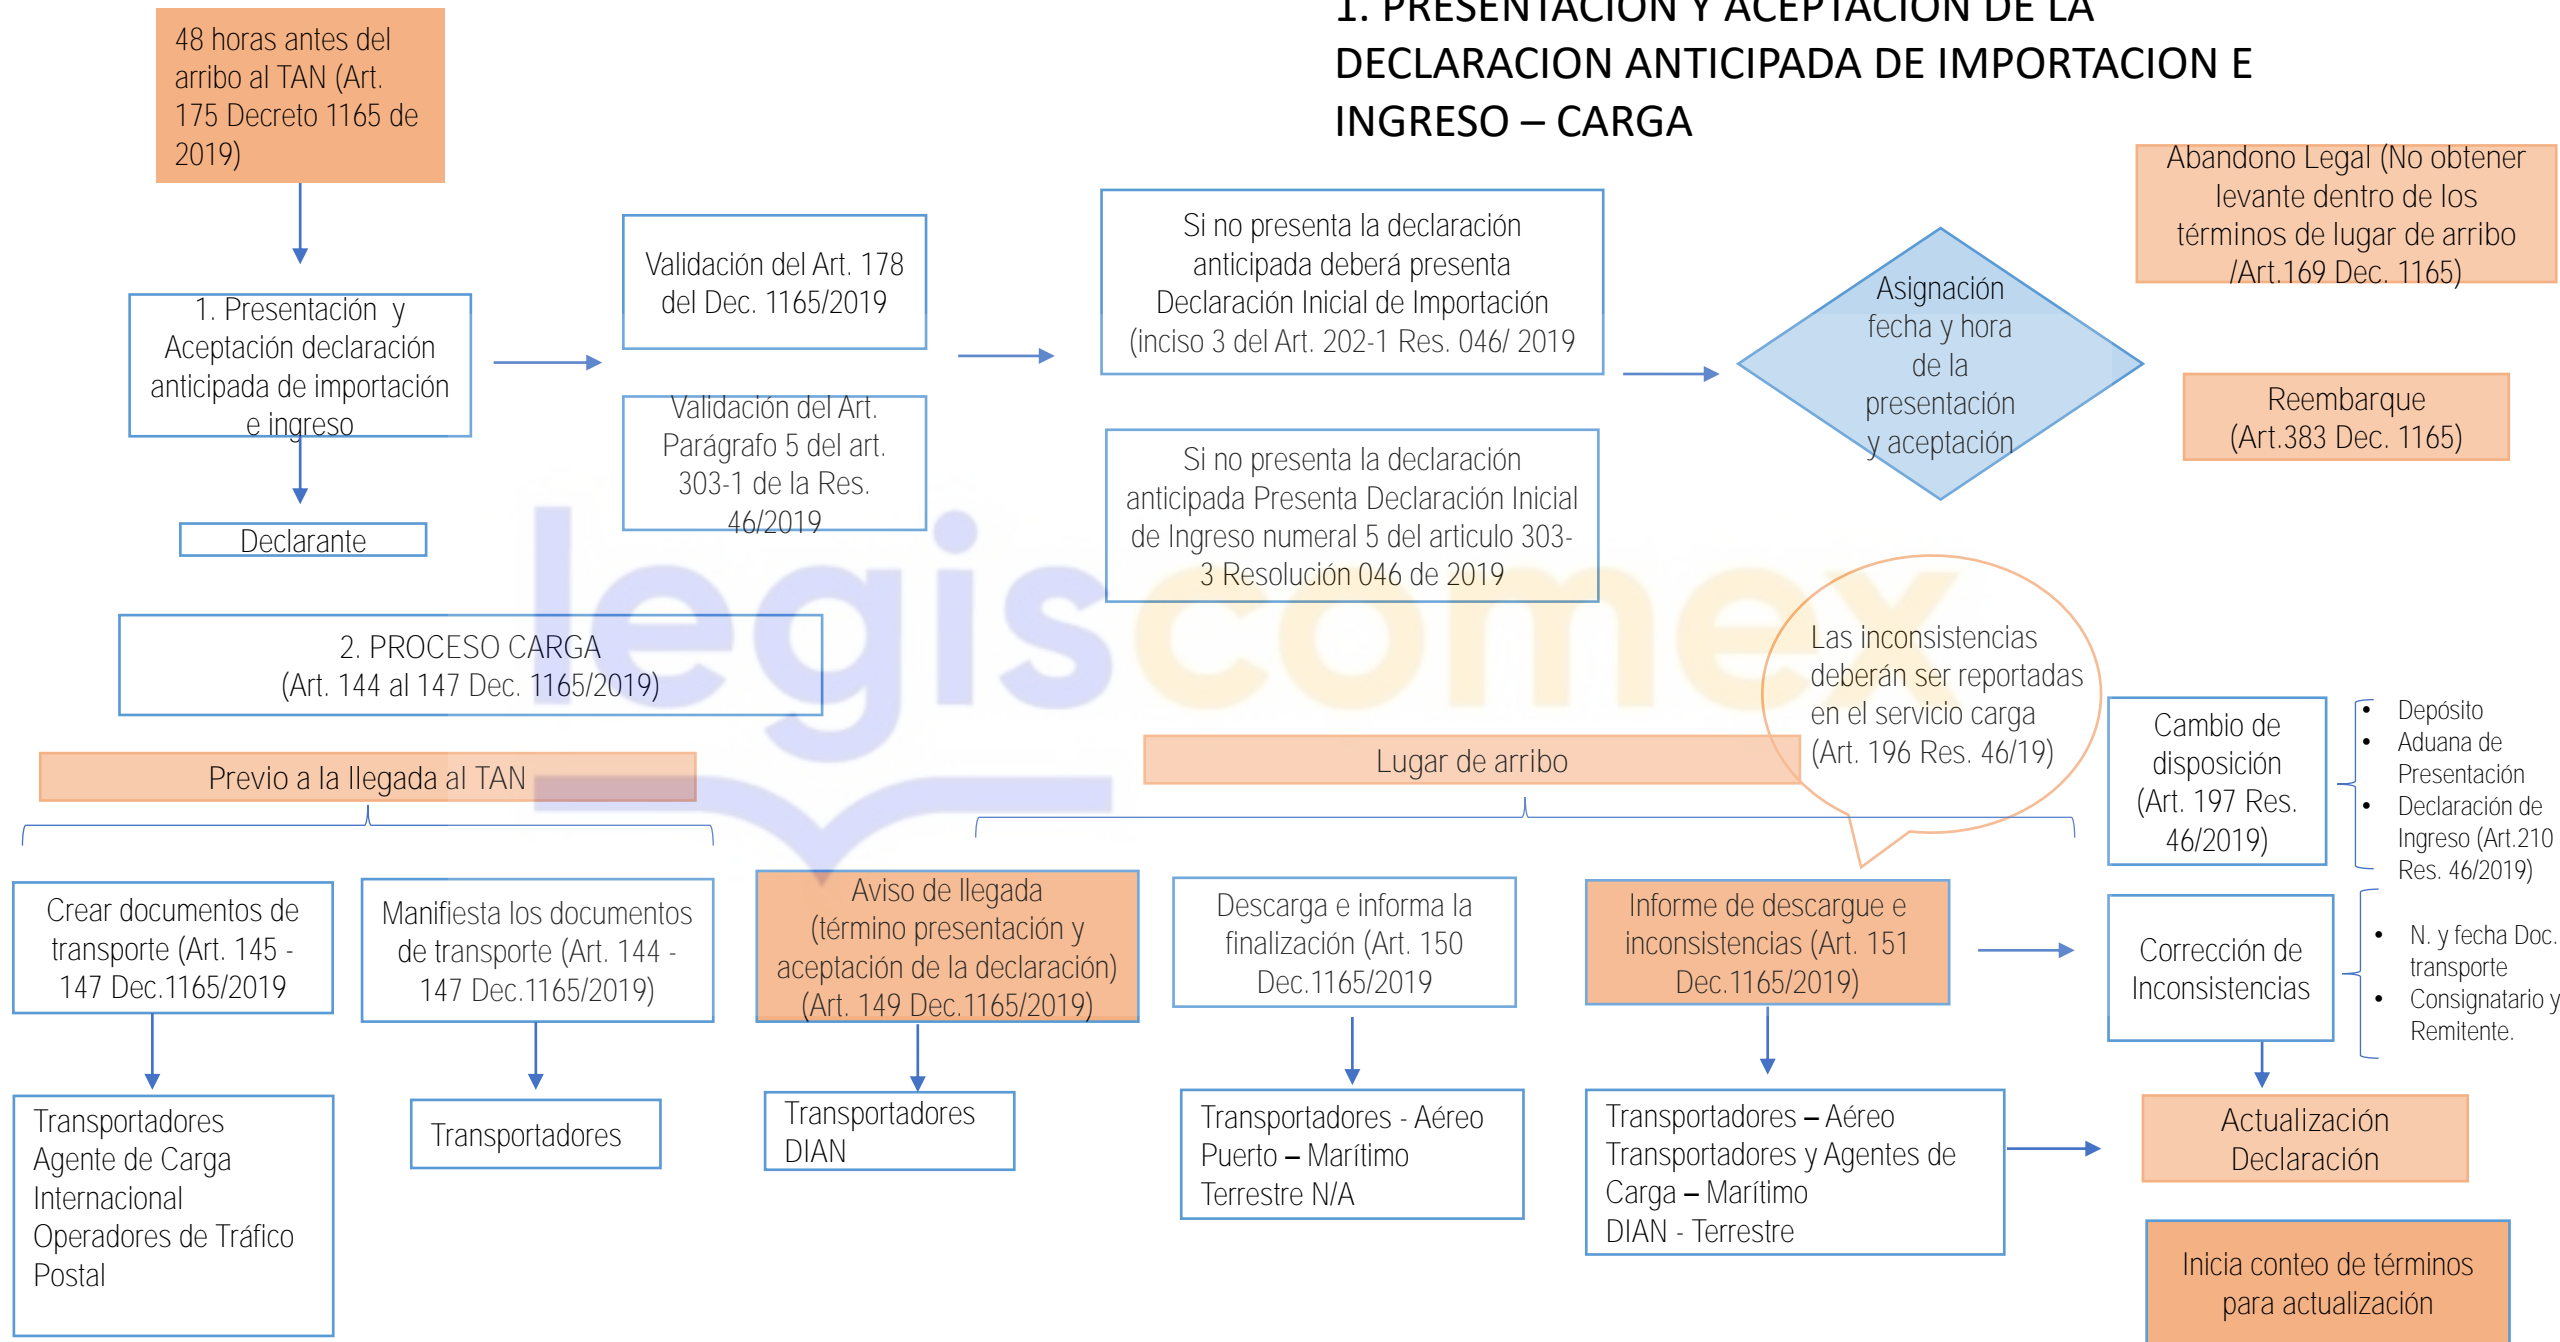 1. PRESENTACION Y ACEPTACION DE LA
DECLARACION ANTICIPADA DE IMPORTACION E
INGRESO – CARGA
48 horas antes del
arribo al TAN (Art.
175 Decreto 1165 de
2019)
1. Presentación y
Aceptación declaración
anticipada de importación
e ingreso
Declarante
Validación del Art. 178
del Dec. 1165/2019
Validación del Art.
Parágrafo 5 del art.
303-1 de la Res.
46/2019
Si no presenta la declaración
anticipada deberá presenta
Declaración Inicial de Importación
(inciso 3 del Art. 202-1 Res. 046/ 2019
Si no presenta la declaración
anticipada Presenta Declaración Inicial
de Ingreso numeral 5 del articulo 303-
3 Resolución 046 de 2019
Asignación
fecha y hora
de la
presentación
y aceptación
Abandono Legal (No obtener
levante dentro de los
términos de lugar de arribo
/Art.169 Dec. 1165)
Reembarque
(Art.383 Dec. 1165)
legiscomex
2. PROCESO CARGA
(Art. 144 al 147 Dec. 1165/2019)
Previo a la llegada al TAN
Lugar de arribo
Las inconsistencias
deberán ser reportadas
en el servicio carga
(Art. 196 Res. 46/19)
Crear documentos de
transporte (Art. 145 -
147 Dec.1165/2019
Manifiesta los documentos
de transporte (Art. 144 -
147 Dec.1165/2019)
Aviso de llegada
(término presentación y
aceptación de la declaración)
(Art. 149 Dec.1165/2019)
Descarga e informa la
finalización (Art. 150
Dec.1165/2019
Informe de descargue e
inconsistencias (Art. 151
Dec.1165/2019)
Cambio de
disposición
(Art. 197 Res.
46/2019)
• Depósito
• Aduana de
Presentación
• Declaración de
Ingreso (Art.210
Res. 46/2019)
Corrección de
Inconsistencias
• N. y fecha Doc.
transporte
• Consignatario y
Remitente.
Transportadores
Agente de Carga
Internacional
Operadores de Tráfico
Postal
Transportadores
Transportadores
DIAN
Transportadores - Aéreo
Puerto – Marítimo
Terrestre N/A
Transportadores – Aéreo
Transportadores y Agentes de
Carga – Marítimo
DIAN - Terrestre
Actualización
Declaración
Inicia conteo de términos
para actualización